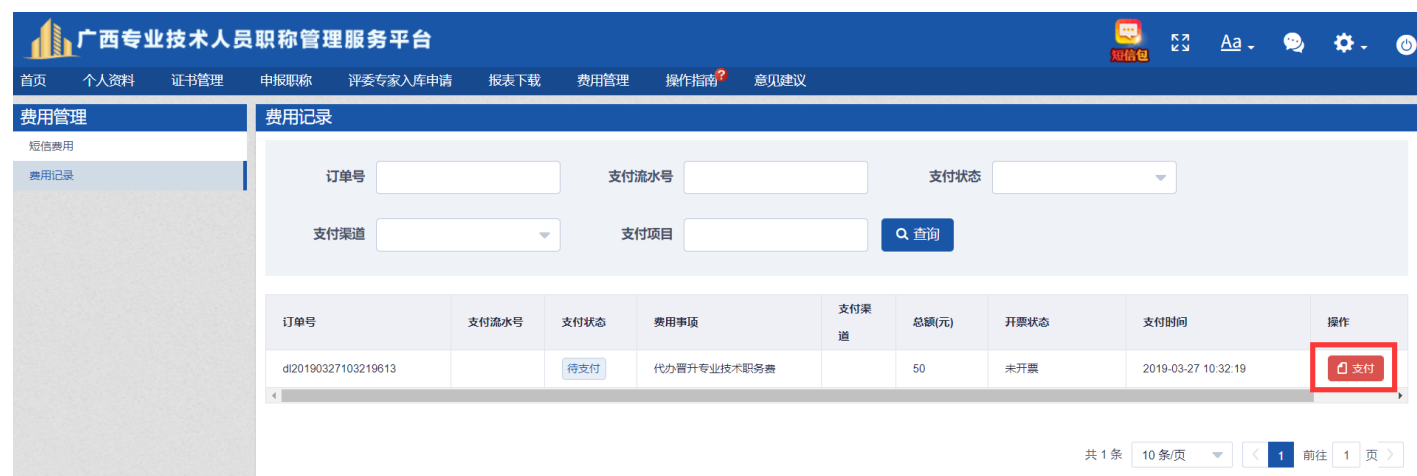 广西专业技术人员职称管理服务平台
短信包
Aa
首页 个人资料 证书管理 申报职称 评委专家入库申请 报表下载 费用管理 操作指南? 意见建议
费用管理
短信费用
费用记录
费用记录
订单号 支付流水号 支付状态
支付渠道 支付项目 查询
订单号 支付流水号 支付状态 费用事项 支付渠
道 总额(元) 开票状态 支付时间 操作
dl20190327103219613 待支付 代办晋升专业技术职务费 50 未开票 2019-03-27 10:32:19 支付
共 1 条 10 条/页 1 前往 1 页